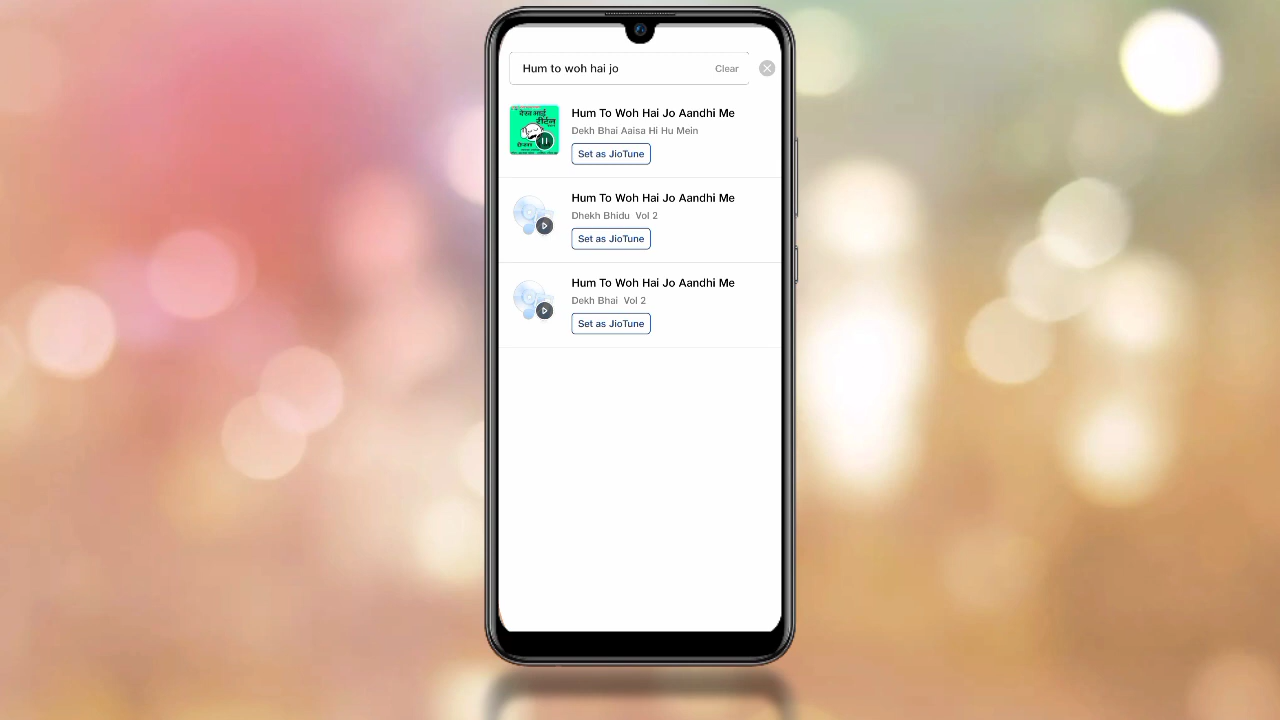 Hum to woh hai jo
Clear
देख भाई
रीटर्न
Hum To Woh Hai Jo Aandhi Me
Dekh Bhai Aaisa Hi Hu Mein
Set as JioTune
Hum To Woh Hai Jo Aandhi Me
Dhekh Bhidu Vol 2
Set as JioTune
Hum To Woh Hai Jo Aandhi Me
Dekh Bhai Vol 2
Set as JioTune